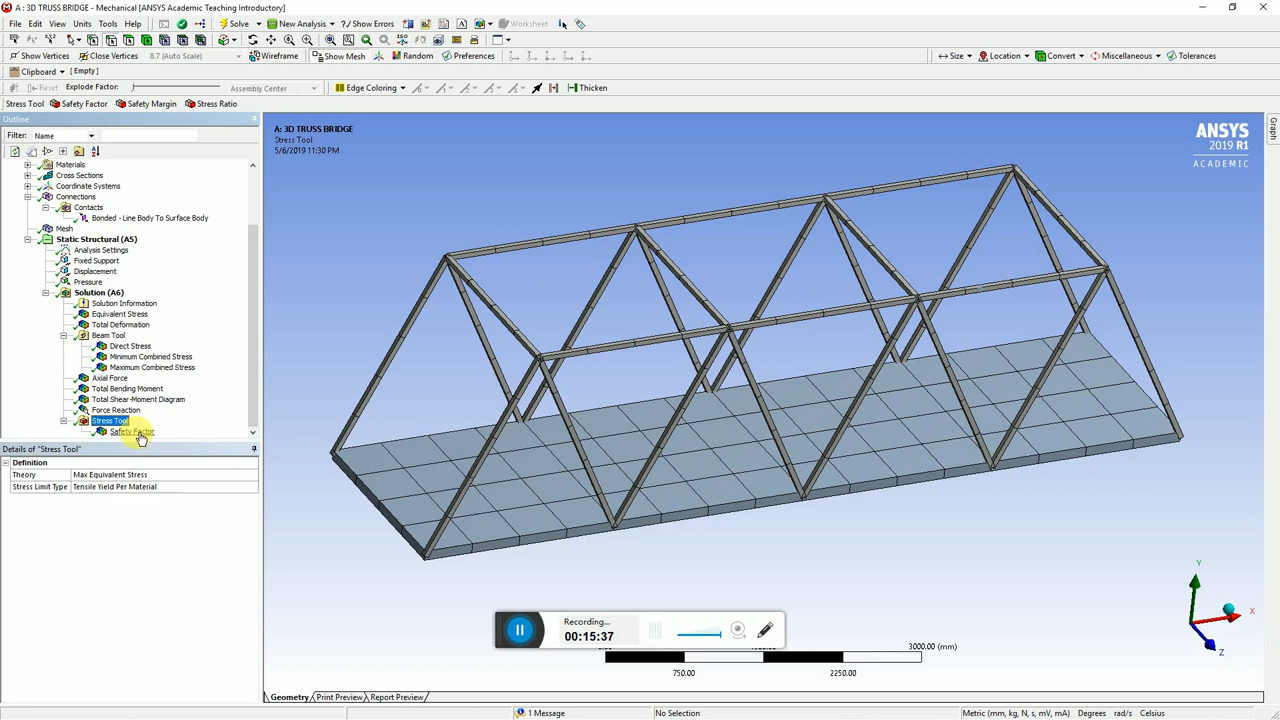 A : 3D TRUSS BRIDGE - Mechanical [ANSYS Academic Teaching Introductory]
File Edit View Units Tools Help Solve New Analysis ?/ Show Errors Worksheet
Show Vertices Close Vertices 8.7 (Auto Scale) Wireframe Show Mesh Random Preferences Size Location Convert Miscellaneous Tolerances
Clipboard [ Empty ]
Reset Explode Factor: Assembly Center Edge Coloring Thicken
Stress Tool Safety Factor Safety Margin Stress Ratio
Outline
Filter: Name
Materials
Cross Sections
Coordinate Systems
Connections
Contacts
Bonded - Line Body To Surface Body
Mesh
Static Structural (A5)
Analysis Settings
Fixed Support
Displacement
Pressure
Solution (A6)
Solution Information
Equivalent Stress
Total Deformation
Beam Tool
Direct Stress
Minimum Combined Stress
Maximum Combined Stress
Axial Force
Total Bending Moment
Total Shear-Moment Diagram
Force Reaction
Stress Tool
Safety Factor
Details of "Stress Tool"
Definition
Theory Max Equivalent Stress
Stress Limit Type Tensile Yield Per Material
A: 3D TRUSS BRIDGE
Stress Tool
5/6/2019 11:30 PM
ANSYS
2019 R1
ACADEMIC
Graph
Y
X
Z
Recording...
00:15:37
3000.00 (mm)
750.00 2250.00
Geometry Print Preview Report Preview
1 Message No Selection Metric (mm, kg, N, s, mV, mA) Degrees rad/s Celsius